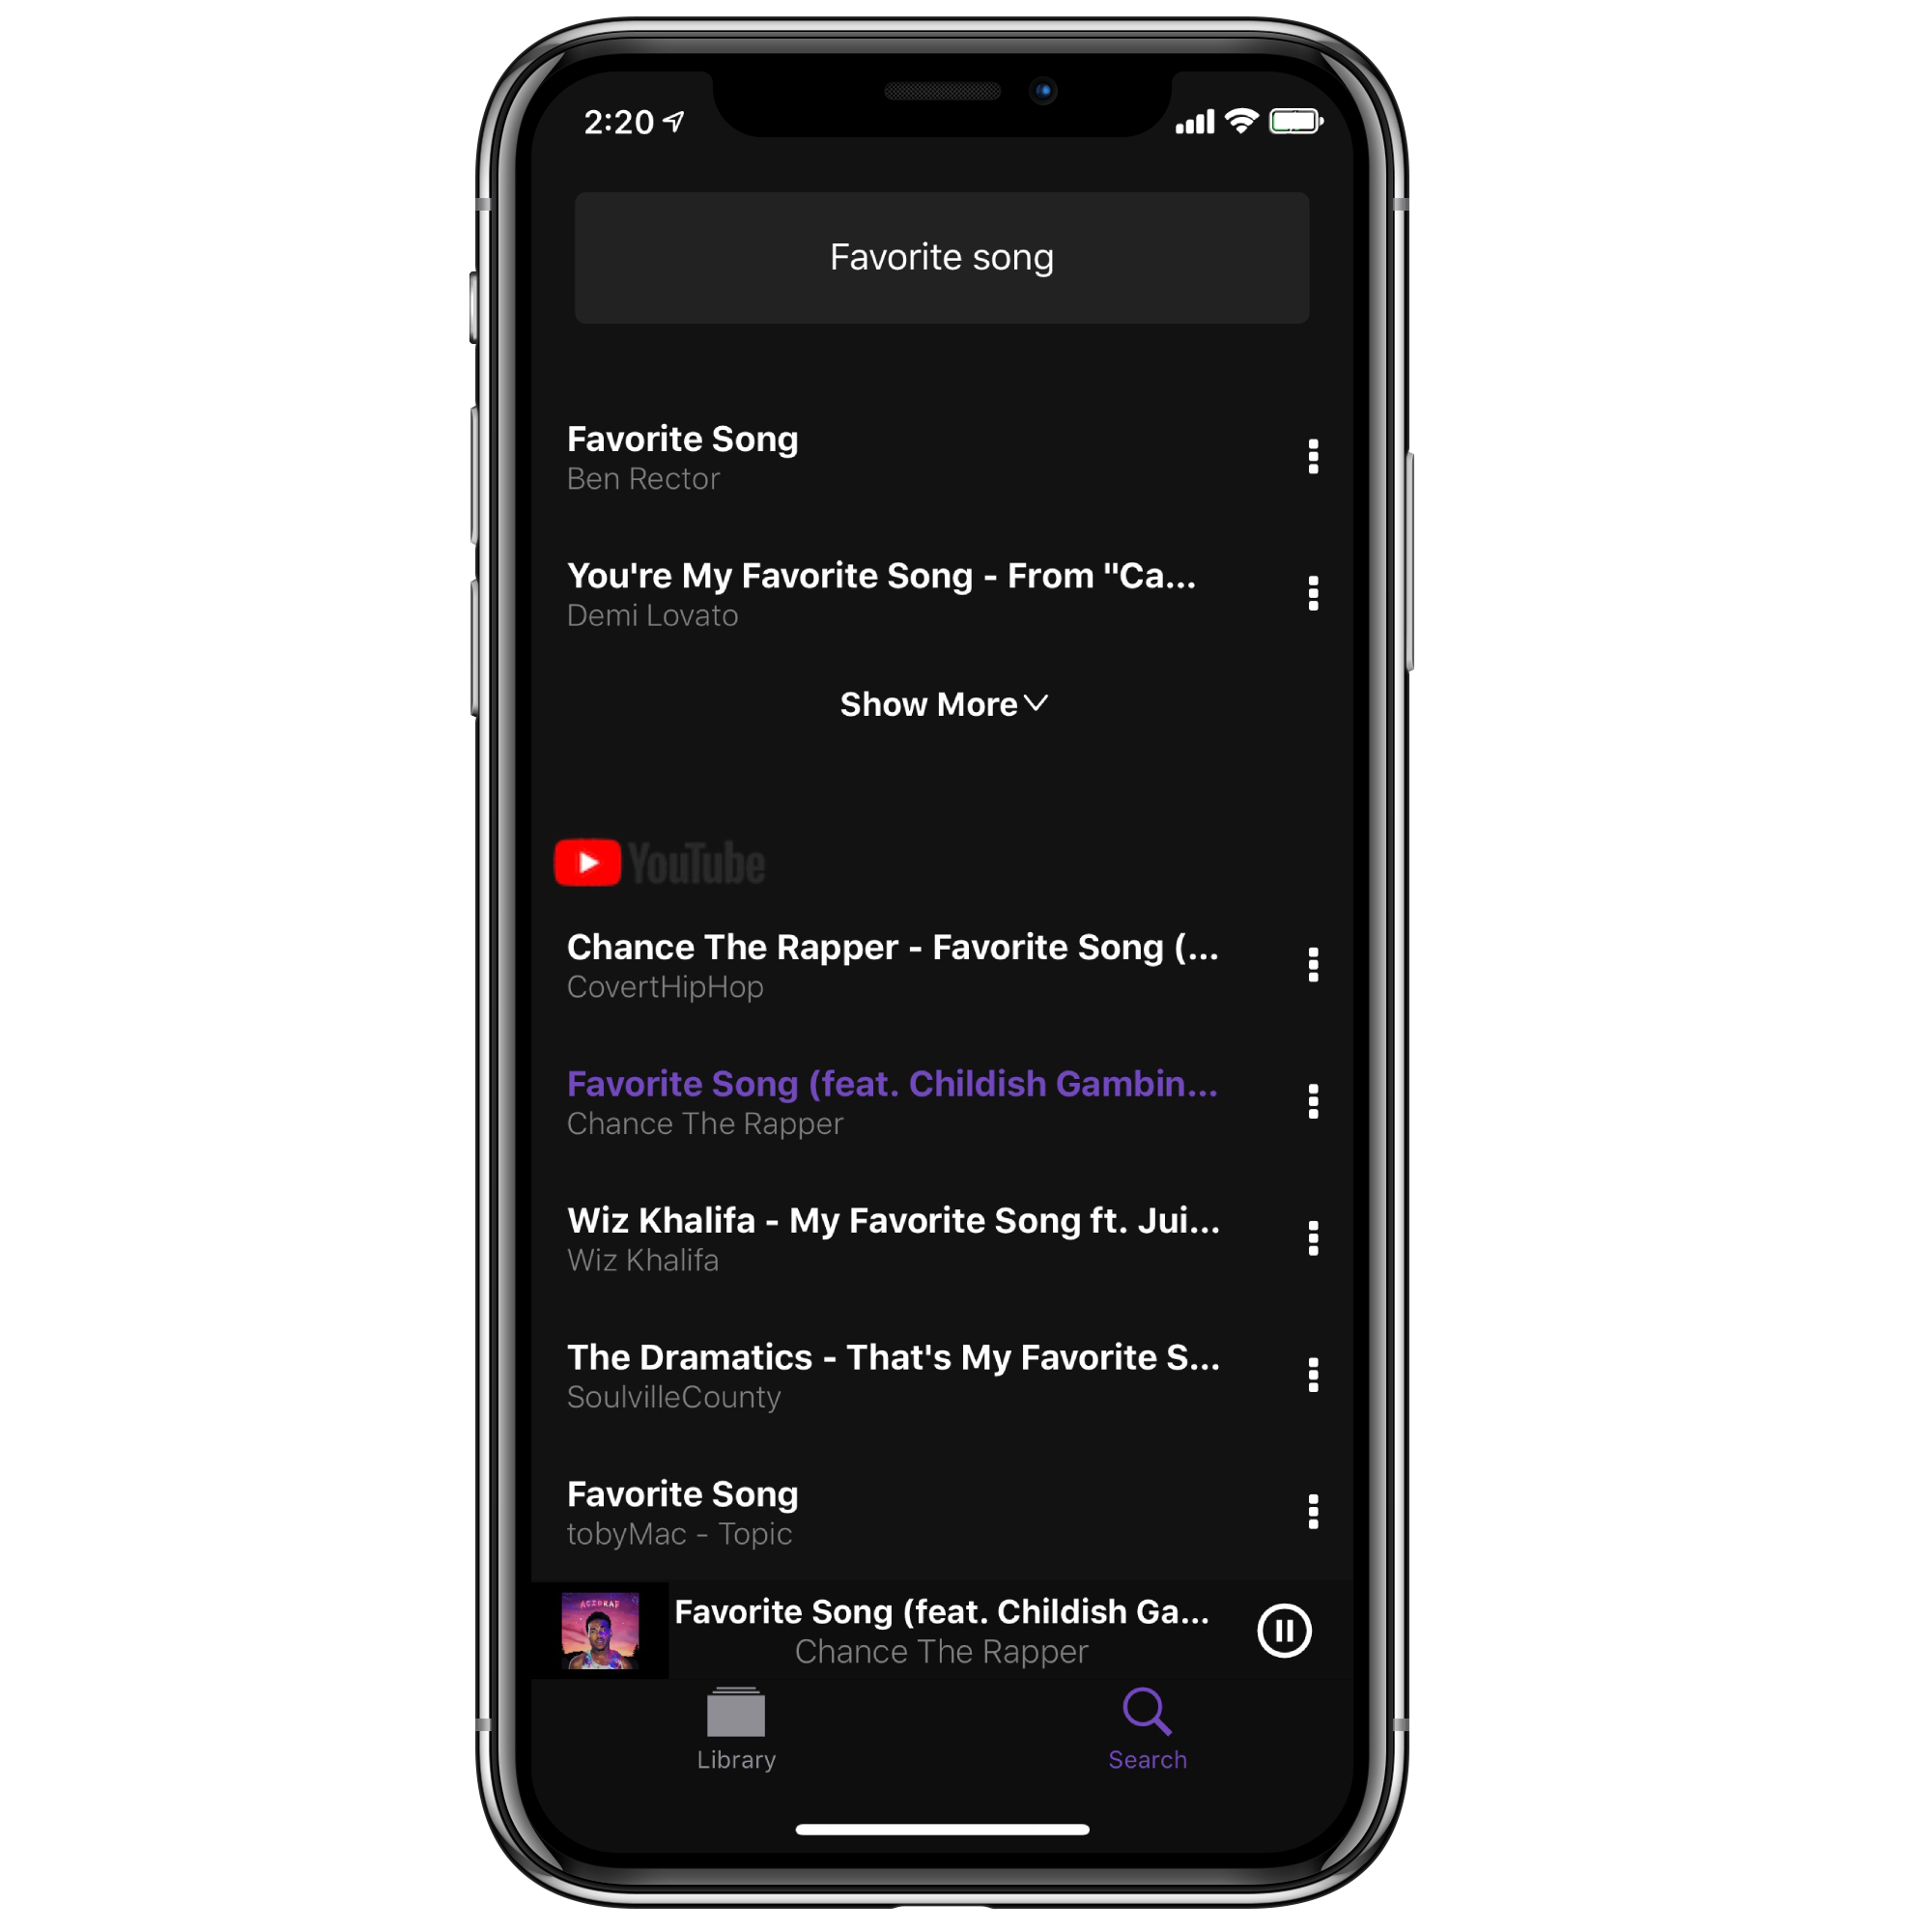 2:20
Favorite song
Favorite Song
Ben Rector
You're My Favorite Song - From "Ca...
Demi Lovato
Show More
YouTube
Chance The Rapper - Favorite Song (...
CovertHipHop
Favorite Song (feat. Childish Gambin...
Chance The Rapper
Wiz Khalifa - My Favorite Song ft. Jui...
Wiz Khalifa
The Dramatics - That's My Favorite S...
SoulvilleCounty
Favorite Song
tobyMac - Topic
ACIDRAP
Favorite Song (feat. Childish Ga...
Chance The Rapper
Library
Search